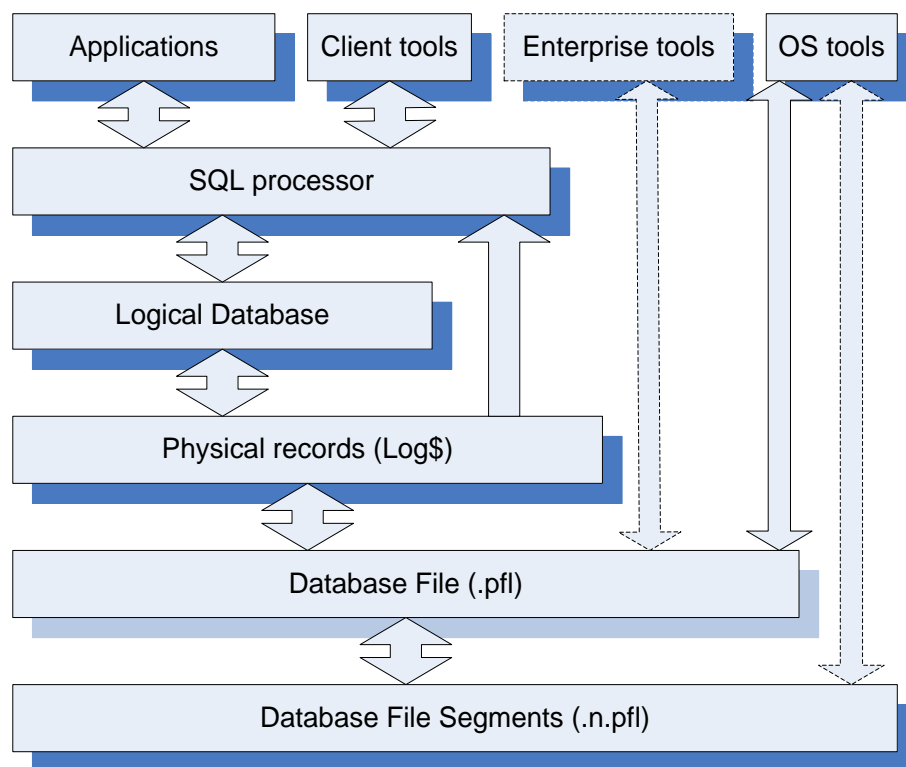 Applications
Client tools
Enterprise tools
OS tools
SQL processor
Logical Database
Physical records (Log$)
Database File (.pfl)
Database File Segments (.n.pfl)